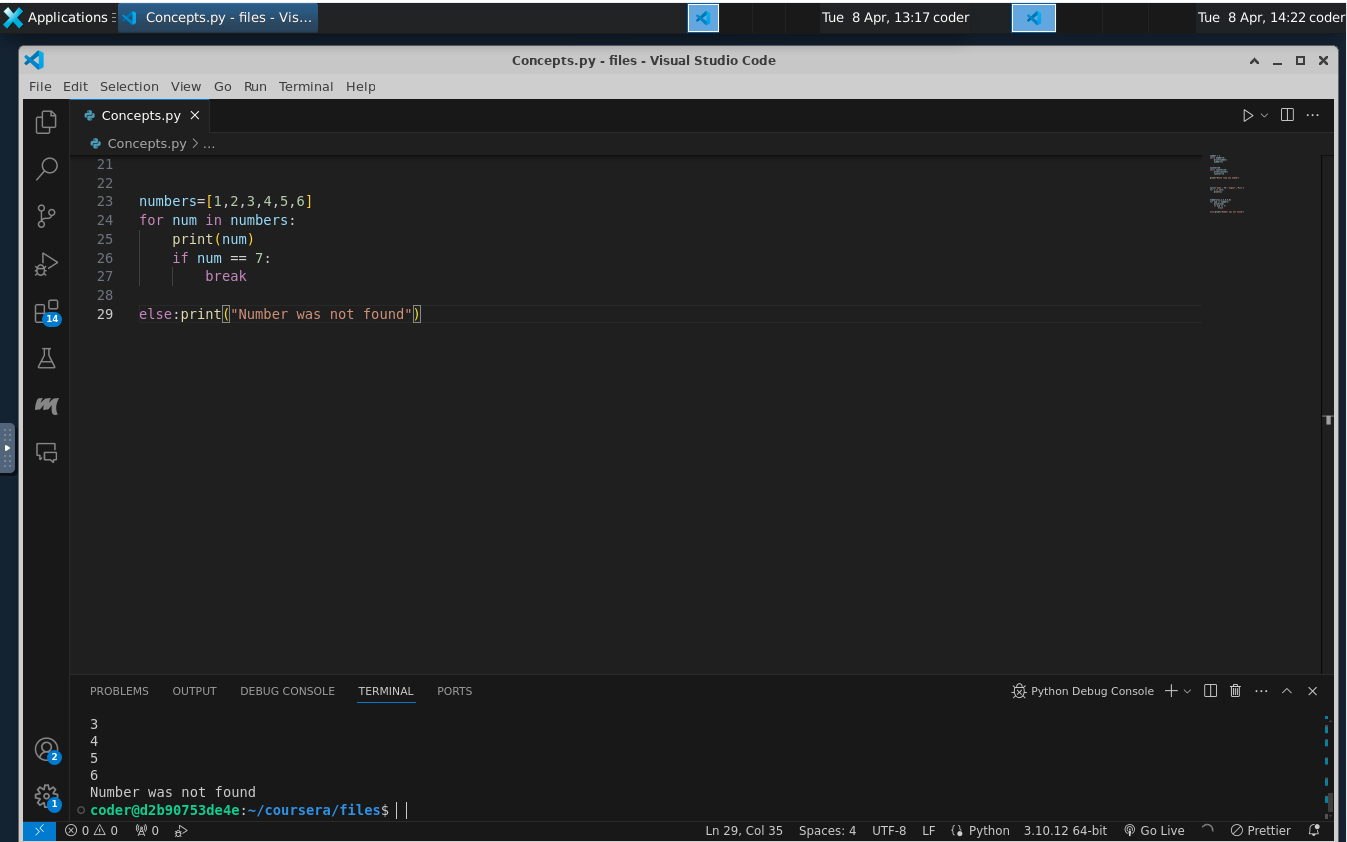 Applications Concepts.py - files - Vis... Tue 8 Apr, 13:17 coder Tue 8 Apr, 14:22 coder
Concepts.py - files - Visual Studio Code
File Edit Selection View Go Run Terminal Help
Concepts.py
Concepts.py > ...
21
22
23 numbers=[1,2,3,4,5,6]
24 for num in numbers:
25 print(num)
26 if num == 7:
27 break
28
29 else:print("Number was not found")
14
PROBLEMS OUTPUT DEBUG CONSOLE TERMINAL PORTS Python Debug Console
3
4
5
6
Number was not found
coder@d2b90753de4e:~/coursera/files$
2
1
0 0 0 Ln 29, Col 35 Spaces: 4 UTF-8 LF Python 3.10.12 64-bit Go Live Prettier